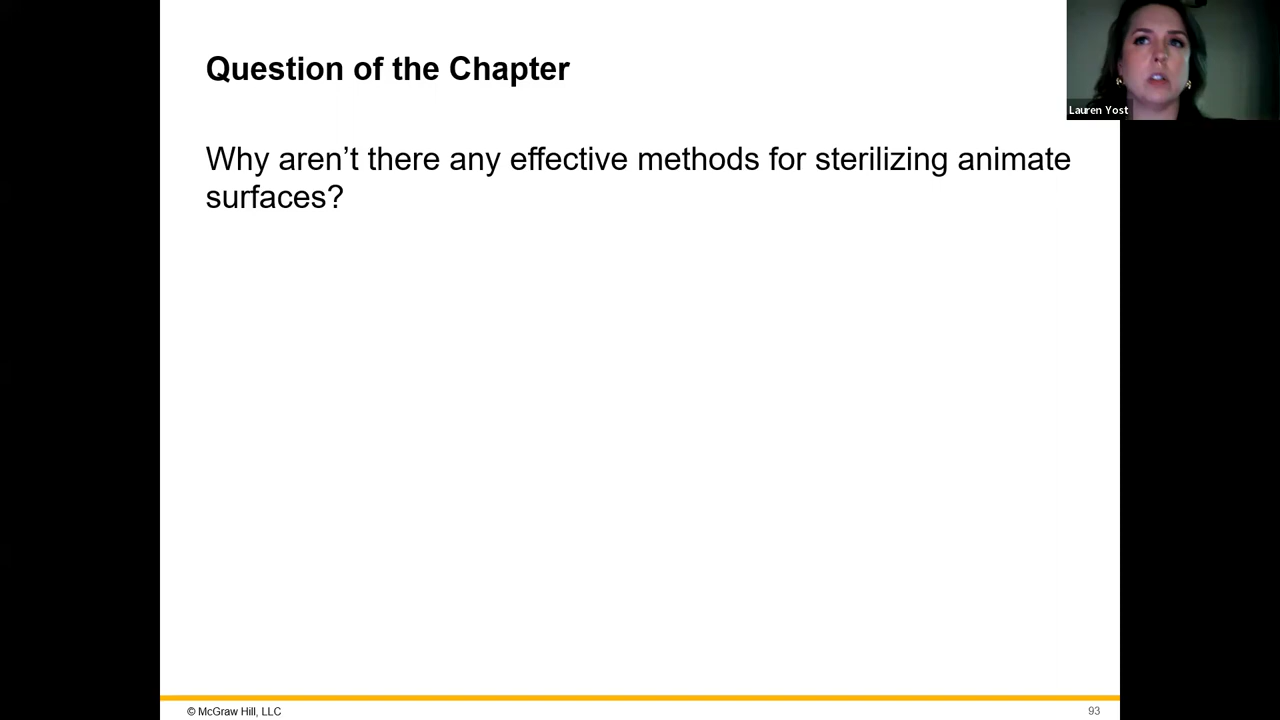 Question of the Chapter
Lauren Yost
Why aren’t there any effective methods for sterilizing animate
surfaces?
© McGraw Hill, LLC
93